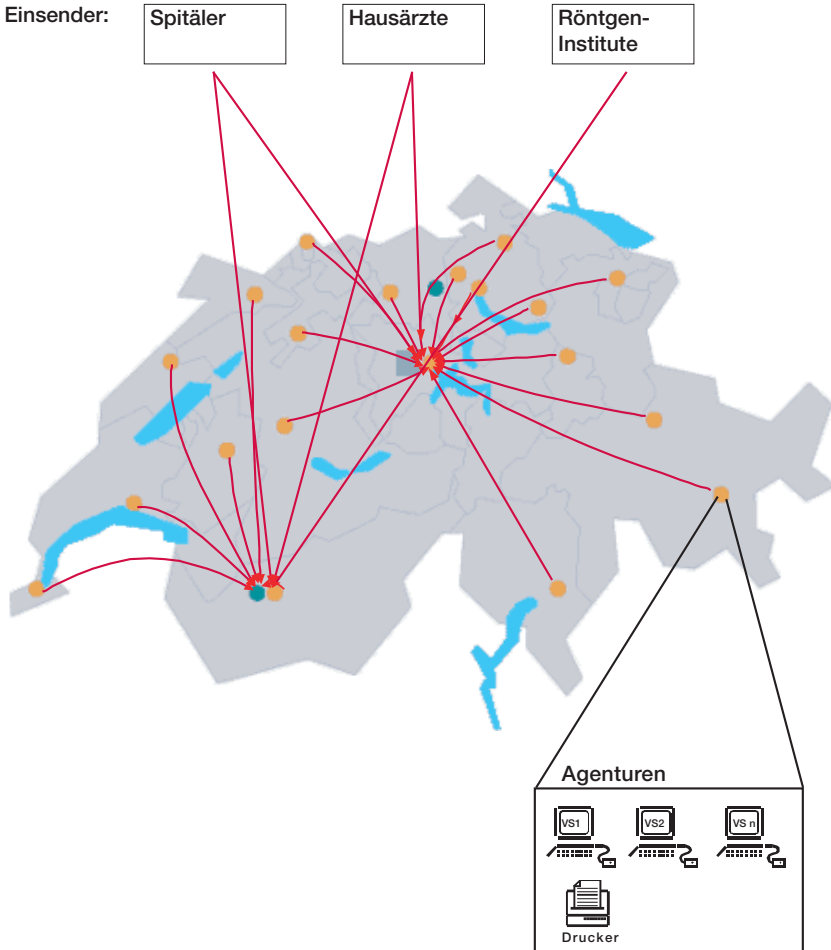 Einsender:
Spitäler
Hausärzte
Röntgen-
Institute
Agenturen
VS1
VS2
VS n
Drucker